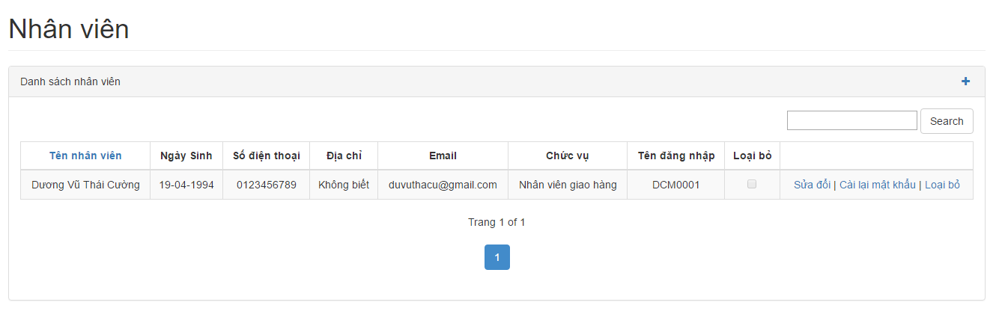 Nhân viên
Danh sách nhân viên
Search
Tên nhân viên Ngày Sinh Số điện thoại Địa chỉ Email Chức vụ Tên đăng nhập Loại bỏ
Dương Vũ Thái Cường 19-04-1994 0123456789 Không biết duvuthacu@gmail.com Nhân viên giao hàng DCM0001 Sửa đổi | Cài lại mật khẩu | Loại bỏ
Trang 1 of 1
1